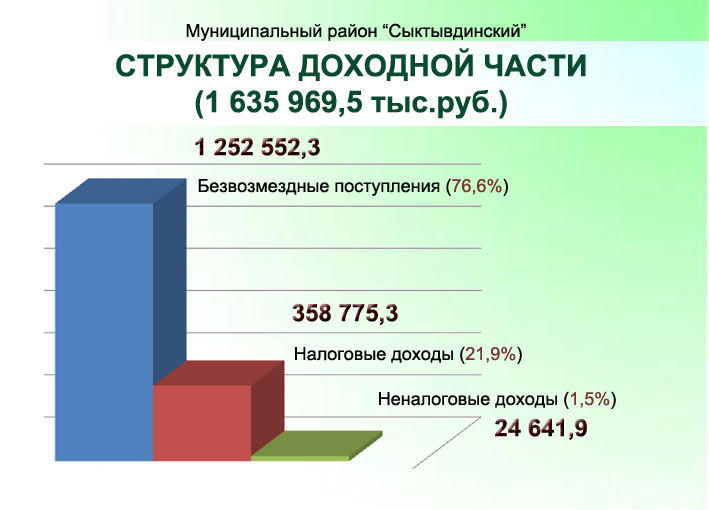 Муниципальный район “Сыктывдинский”
СТРУКТУРА ДОХОДНОЙ ЧАСТИ
(1 635 969,5 тыс.руб.)
1 252 552,3
Безвозмездные поступления (76,6%)
358 775,3
Налоговые доходы (21,9%)
Неналоговые доходы (1,5%)
24 641,9